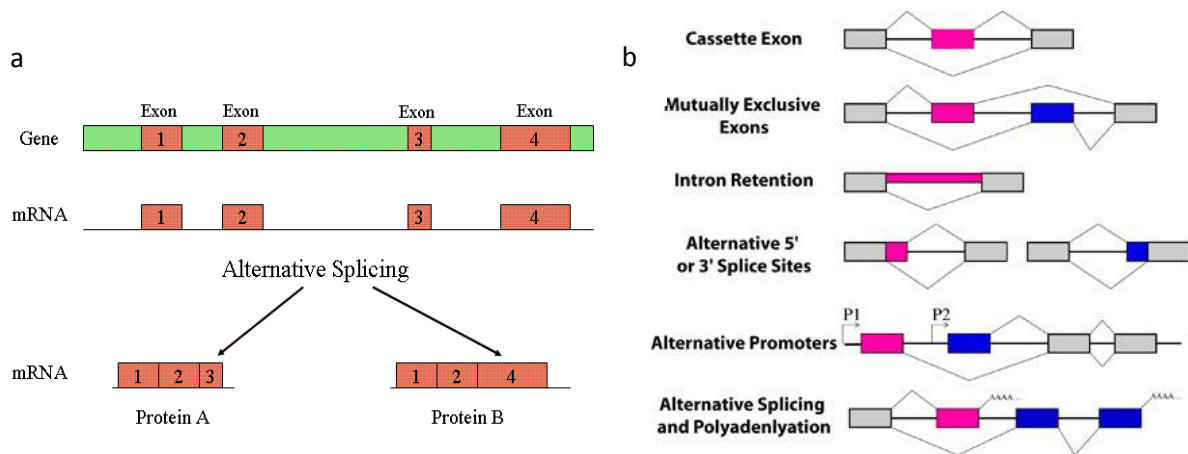 a
Exon Exon Exon Exon
Gene 1 2 3 4
mRNA 1 2 3 4
Alternative Splicing
mRNA 1 2 3 1 2 4
Protein A Protein B
b
Cassette Exon
Mutually Exclusive
Exons
Intron Retention
Alternative 5'
or 3' Splice Sites
P1 P2
Alternative Promoters
Alternative Splicing
and Polyadenlyation
AAAA... AAAA...